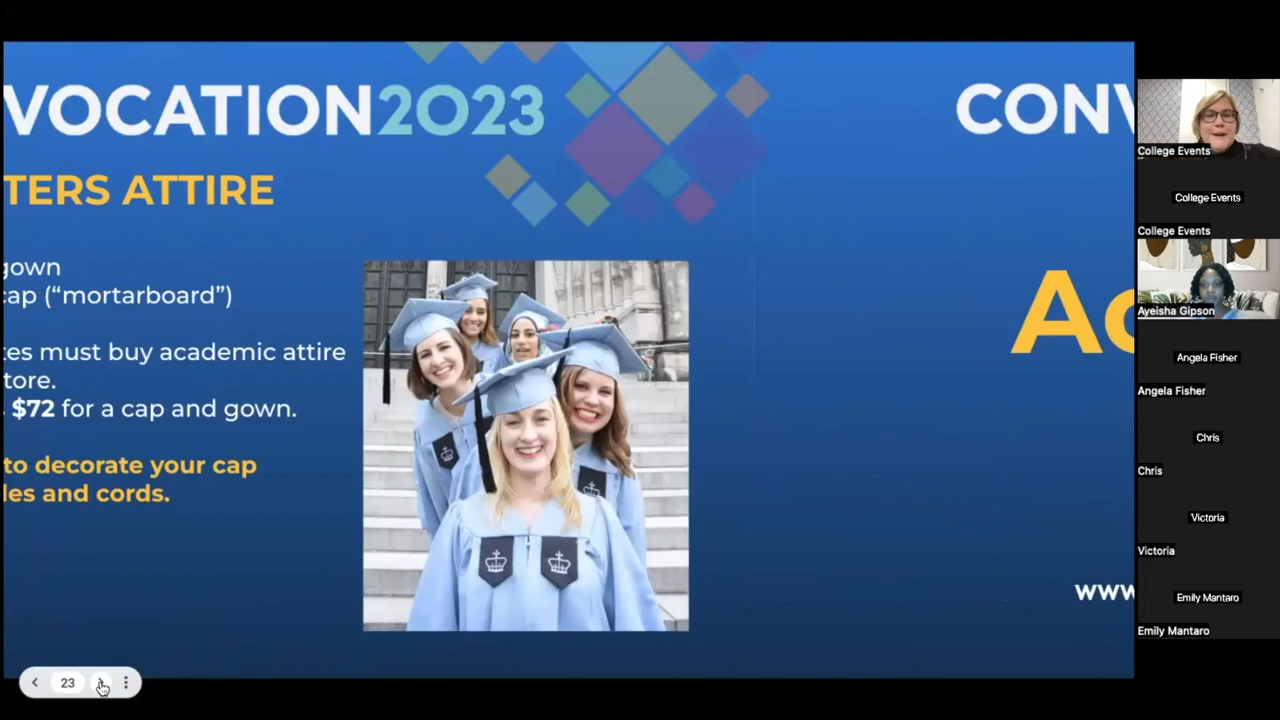 VOCATION2023
TERS ATTIRE
gown
cap (“mortarboard”)
tes must buy academic attire
tore.
$72 for a cap and gown.
to decorate your cap
les and cords.
CONV
Ac
www
23
College Events
College Events
College Events
Ayeisha Gipson
Angela Fisher
Angela Fisher
Chris
Chris
Victoria
Victoria
Emily Mantaro
Emily Mantaro